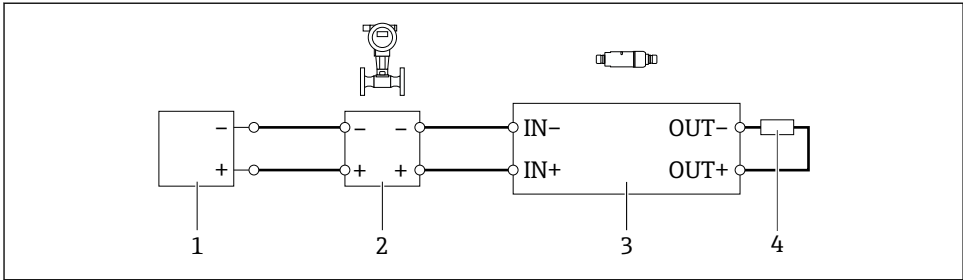 − − − IN− OUT−
+ + + IN+ OUT+
1 2 3 4